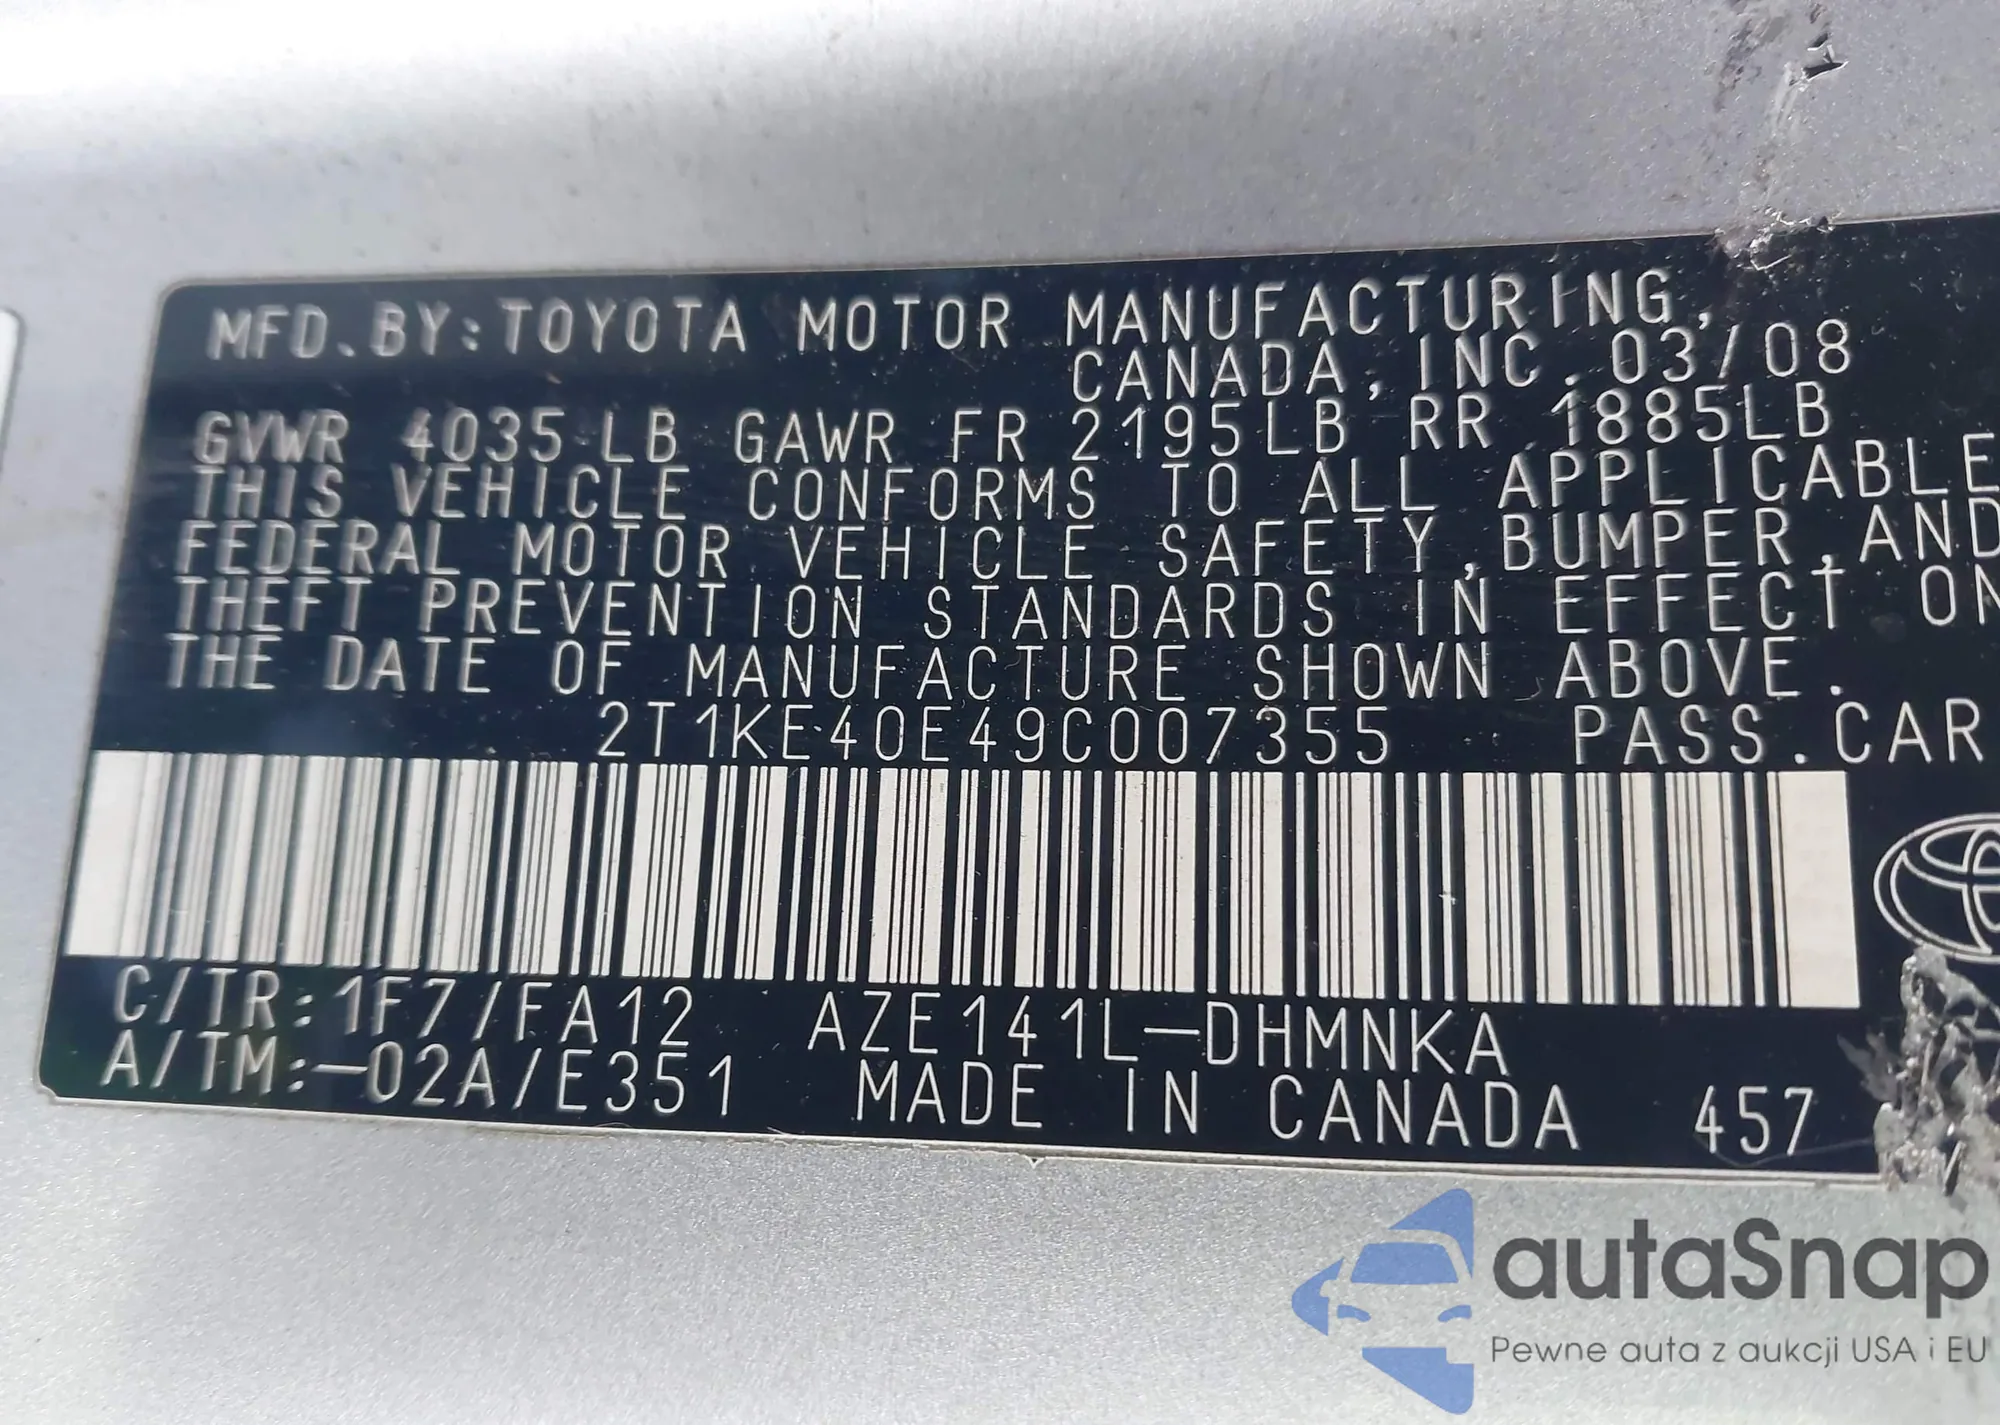 MFD.BY:TOYOTA MOTOR MANUFACTURING,
CANADA, INC. 03/08
GVWR 4035LB GAWR FR 2195LB RR 1885LB
THIS VEHICLE CONFORMS TO ALL APPLICABLE
FEDERAL MOTOR VEHICLE SAFETY, BUMPER, AND
THEFT PREVENTION STANDARDS IN EFFECT ON
THE DATE OF MANUFACTURE SHOWN ABOVE.
2T1KE40E49C007355 PASS.CAR
C/TR:1F7/FA12 AZE141L-DHMNKA
A/TM:-02A/E351 MADE IN CANADA 457
autaSnap
Pewne auta z aukcji USA i EU